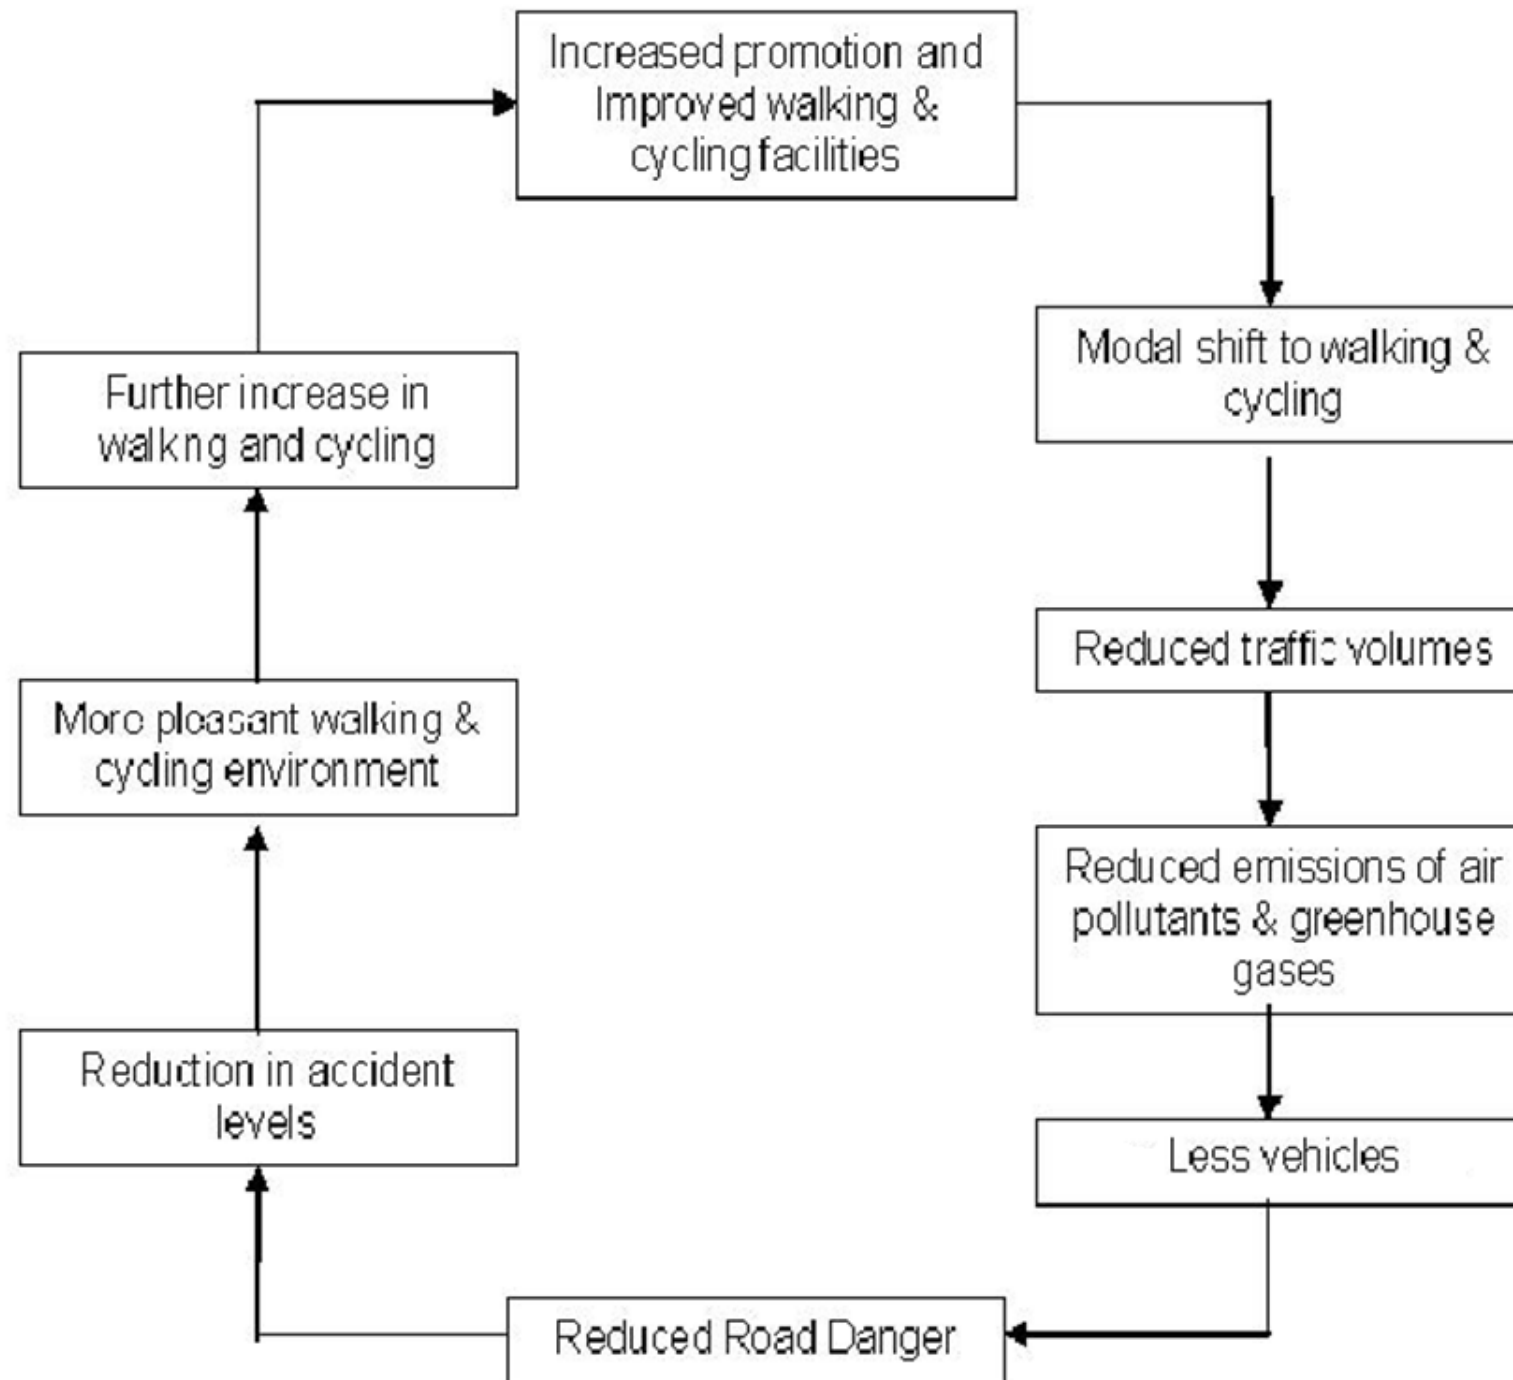 Increased promotion and
Improved walking &
cycling facilities
Modal shift to walking &
cycling
Reduced traffic volumes
Reduced emissions of air
pollutants & greenhouse
gases
Less vehicles
Reduced Road Danger
Reduction in accident
levels
More pleasant walking &
cycling environment
Further increase in
walkng and cycling